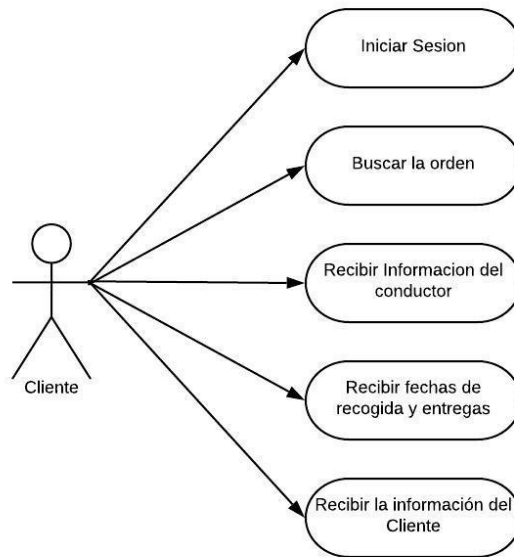 Iniciar Sesion
Buscar la orden
Recibir Informacion del
conductor
Cliente
Recibir fechas de
recogida y entregas
Recibir la información del
Cliente